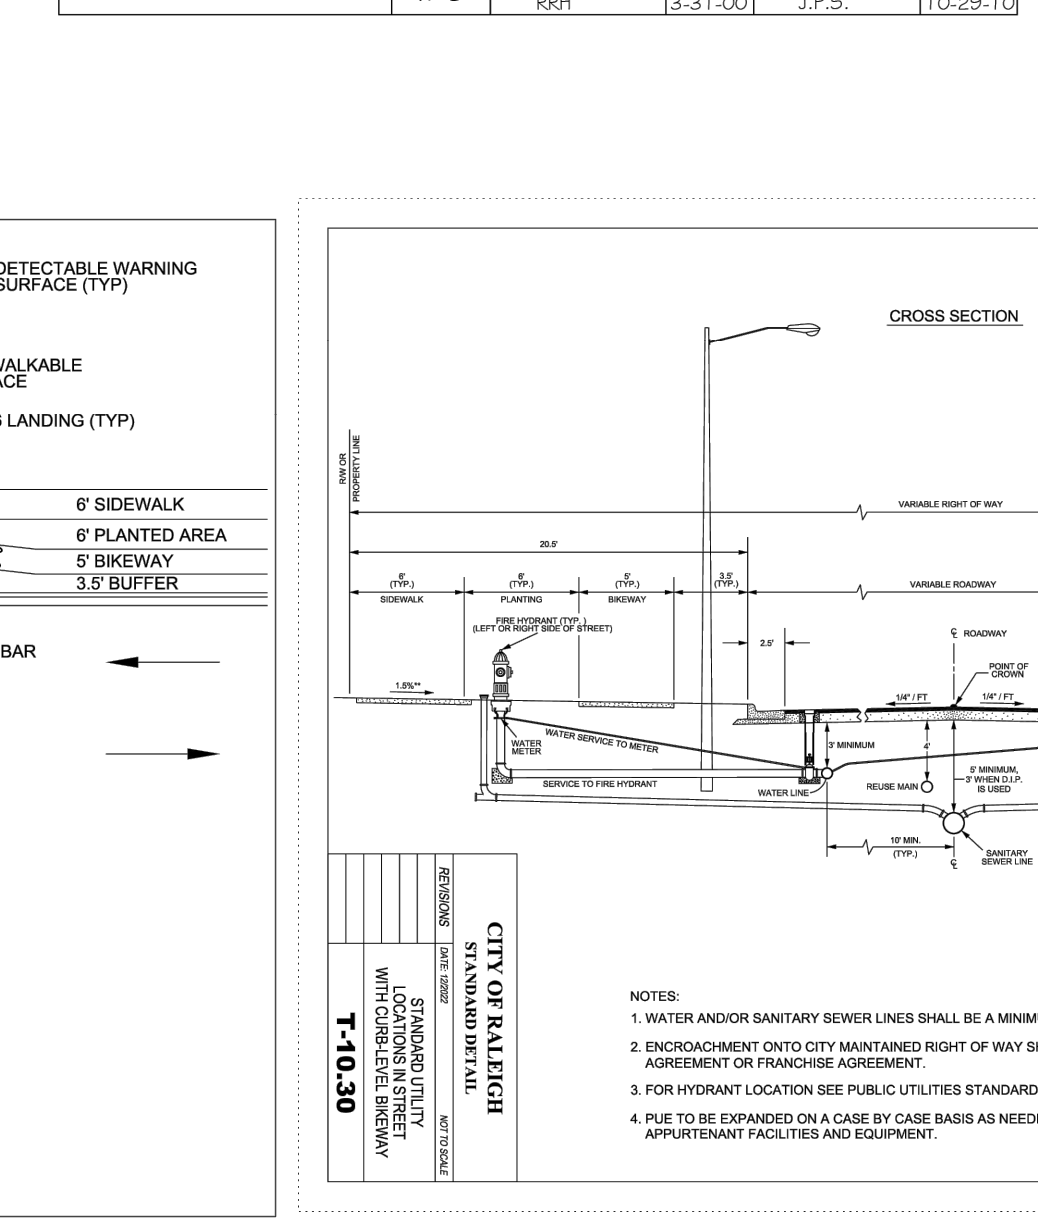 RRH
3-31-00
J.P.S.
10-29-10
DETECTABLE WARNING
SURFACE (TYP)
LANDING (TYP)
6' SIDEWALK
6' PLANTED AREA
5' BIKEWAY
3.5' BUFFER
BAR
CROSS SECTION
R/W OR
PROPERTY LINE
VARIABLE RIGHT OF WAY
20.5'
6'
(TYP.)
SIDEWALK
6'
(TYP.)
PLANTING
5'
(TYP.)
BIKEWAY
3.5'
(TYP.)
VARIABLE ROADWAY
FIRE HYDRANT (TYP. )
(LEFT OR RIGHT SIDE OF STREET)
2.5'
ROADWAY
POINT OF
CROWN
1.5%**
1/4" / FT
1/4" / FT
WATER
METER
WATER SERVICE TO METER
SERVICE TO FIRE HYDRANT
WATER LINE
3' MINIMUM
4'
REUSE MAIN
5' MINIMUM,
3' WHEN D.I.P.
IS USED
10' MIN.
(TYP.)
SANITARY
SEWER LINE
CITY OF RALEIGH
STANDARD DETAIL
REVISIONS
DATE: 12/2022
NOT TO SCALE
STANDARD UTILITY
LOCATIONS IN STREET
WITH CURB-LEVEL BIKEWAY
T-10.30
NOTES:
1. WATER AND/OR SANITARY SEWER LINES SHALL BE A MINIM
2. ENCROACHMENT ONTO CITY MAINTAINED RIGHT OF WAY S
AGREEMENT OR FRANCHISE AGREEMENT.
3. FOR HYDRANT LOCATION SEE PUBLIC UTILITIES STANDARD
4. PUE TO BE EXPANDED ON A CASE BY CASE BASIS AS NEED
APPURTENANT FACILITIES AND EQUIPMENT.